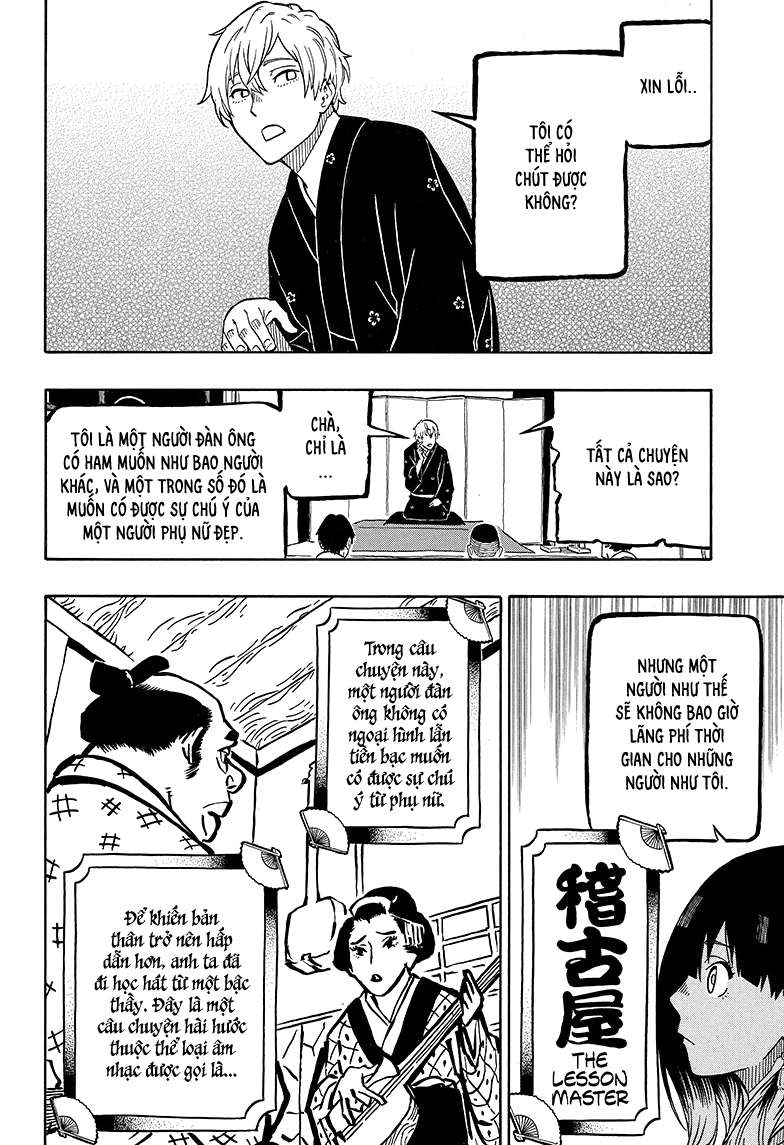 XIN LỖI..
TÔI CÓ
THỂ HỎI
CHÚT ĐƯỢC
KHÔNG?
TẤT CẢ CHUYỆN
NÀY LÀ SAO?
CHÀ,
CHỈ LÀ
...
TÔI LÀ MỘT NGƯỜI ĐÀN ÔNG
CÓ HAM MUỐN NHƯ BAO NGƯỜI
KHÁC, VÀ MỘT TRONG SỐ ĐÓ LÀ
MUỐN CÓ ĐƯỢC SỰ CHÚ Ý CỦA
MỘT NGƯỜI PHỤ NỮ ĐẸP.
NHƯNG MỘT
NGƯỜI NHƯ THẾ
SẼ KHÔNG BAO GIỜ
LÃNG PHÍ THỜI
GIAN CHO NHỮNG
NGƯỜI NHƯ TÔI.
稽古屋
THE
LESSON
MASTER
Trong câu
chuyện này,
một người đàn
ông không có
ngoại hình lẫn
tiền bạc muốn
có được sự chú
ý từ phụ nữ.
Để khiến bản
thân trở nên hấp
dẫn hơn, anh ta đã
đi học hát từ một bậc
thầy. Đây là một
câu chuyện hài hước
thuộc thể loại âm
nhạc được gọi là...